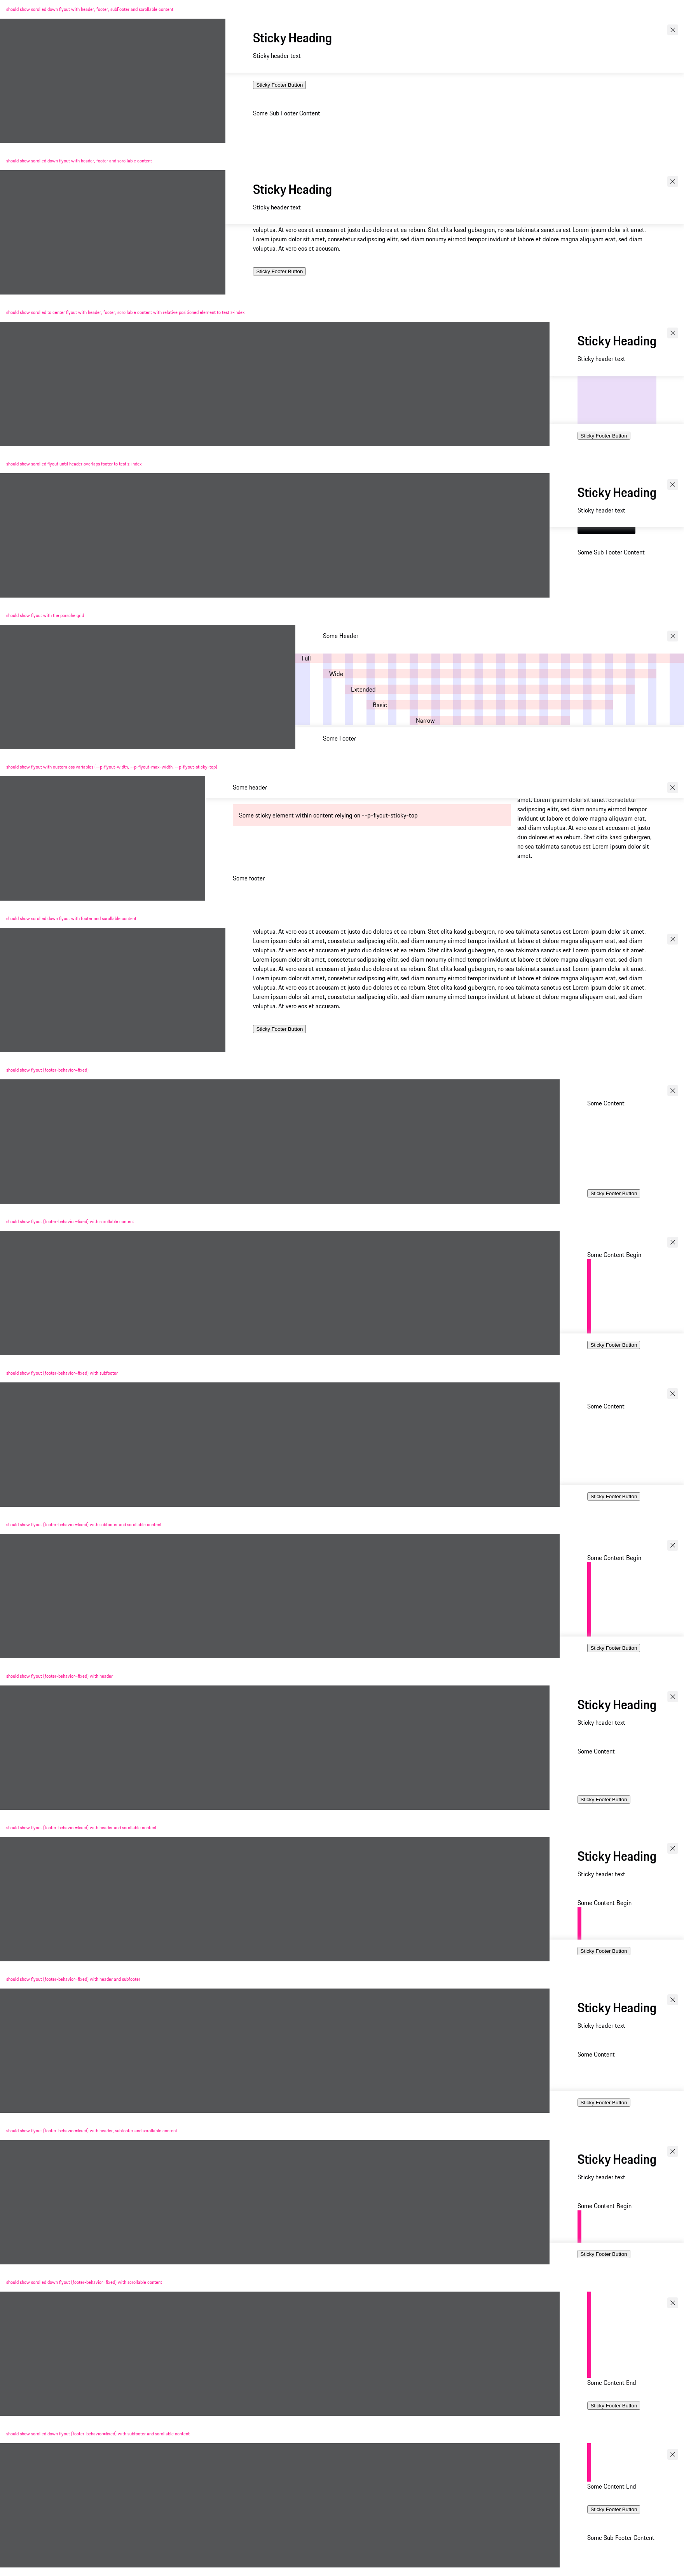 should show scrolled down flyout with header, footer, subFooter and scrollable content
Sticky Heading
Sticky header text
Sticky Footer Button
Some Sub Footer Content
should show scrolled down flyout with header, footer and scrollable content
Sticky Heading
Sticky header text
voluptua. At vero eos et accusam et justo duo dolores et ea rebum. Stet clita kasd gubergren, no sea takimata sanctus est Lorem ipsum dolor sit amet.
Lorem ipsum dolor sit amet, consetetur sadipscing elitr, sed diam nonumy eirmod tempor invidunt ut labore et dolore magna aliquyam erat, sed diam
voluptua. At vero eos et accusam.
Sticky Footer Button
should show scrolled to center flyout with header, footer, scrollable content with relative positioned element to test z-index
Sticky Heading
Sticky header text
Sticky Footer Button
should show scrolled flyout until header overlaps footer to test z-index
Sticky Heading
Sticky header text
Some Sub Footer Content
should show flyout with the porsche grid
Some Header
Full
Wide
Extended
Basic
Narrow
Some Footer
should show flyout with custom css variables [--p-flyout-width, --p-flyout-max-width, --p-flyout-sticky-top]
Some header
amet. Lorem ipsum dolor sit amet, consetetur
sadipscing elitr, sed diam nonumy eirmod tempor
invidunt ut labore et dolore magna aliquyam erat,
sed diam voluptua. At vero eos et accusam et justo
duo dolores et ea rebum. Stet clita kasd gubergren,
no sea takimata sanctus est Lorem ipsum dolor sit
amet.
Some sticky element within content relying on --p-flyout-sticky-top
Some footer
should show scrolled down flyout with footer and scrollable content
voluptua. At vero eos et accusam et justo duo dolores et ea rebum. Stet clita kasd gubergren, no sea takimata sanctus est Lorem ipsum dolor sit amet.
Lorem ipsum dolor sit amet, consetetur sadipscing elitr, sed diam nonumy eirmod tempor invidunt ut labore et dolore magna aliquyam erat, sed diam
voluptua. At vero eos et accusam et justo duo dolores et ea rebum. Stet clita kasd gubergren, no sea takimata sanctus est Lorem ipsum dolor sit amet.
Lorem ipsum dolor sit amet, consetetur sadipscing elitr, sed diam nonumy eirmod tempor invidunt ut labore et dolore magna aliquyam erat, sed diam
voluptua. At vero eos et accusam et justo duo dolores et ea rebum. Stet clita kasd gubergren, no sea takimata sanctus est Lorem ipsum dolor sit amet.
Lorem ipsum dolor sit amet, consetetur sadipscing elitr, sed diam nonumy eirmod tempor invidunt ut labore et dolore magna aliquyam erat, sed diam
voluptua. At vero eos et accusam et justo duo dolores et ea rebum. Stet clita kasd gubergren, no sea takimata sanctus est Lorem ipsum dolor sit amet.
Lorem ipsum dolor sit amet, consetetur sadipscing elitr, sed diam nonumy eirmod tempor invidunt ut labore et dolore magna aliquyam erat, sed diam
voluptua. At vero eos et accusam.
Sticky Footer Button
should show flyout [footer-behavior=fixed]
Some Content
Sticky Footer Button
should show flyout [footer-behavior=fixed] with scrollable content
Some Content Begin
Sticky Footer Button
should show flyout [footer-behavior=fixed] with subfooter
Some Content
Sticky Footer Button
should show flyout [footer-behavior=fixed] with subfooter and scrollable content
Some Content Begin
Sticky Footer Button
should show flyout [footer-behavior=fixed] with header
Sticky Heading
Sticky header text
Some Content
Sticky Footer Button
should show flyout [footer-behavior=fixed] with header and scrollable content
Sticky Heading
Sticky header text
Some Content Begin
Sticky Footer Button
should show flyout [footer-behavior=fixed] with header and subfooter
Sticky Heading
Sticky header text
Some Content
Sticky Footer Button
should show flyout [footer-behavior=fixed] with header, subfooter and scrollable content
Sticky Heading
Sticky header text
Some Content Begin
Sticky Footer Button
should show scrolled down flyout [footer-behavior=fixed] with scrollable content
Some Content End
Sticky Footer Button
should show scrolled down flyout [footer-behavior=fixed] with subfooter and scrollable content
Some Content End
Sticky Footer Button
Some Sub Footer Content